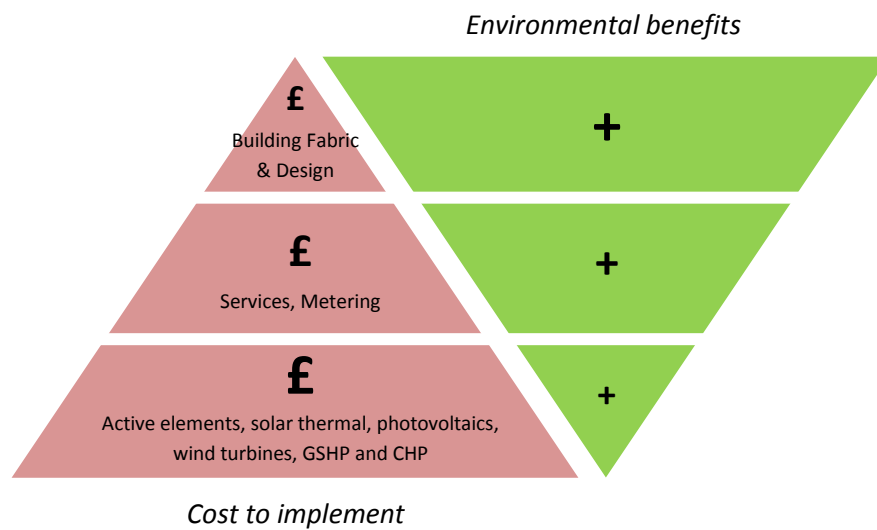 Environmental benefits
£
Building Fabric
& Design
+
£
Services, Metering
+
£
Active elements, solar thermal, photovoltaics,
wind turbines, GSHP and CHP
+
Cost to implement